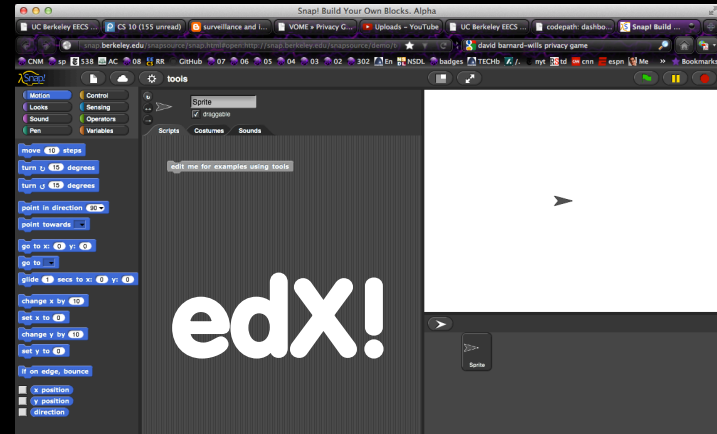 Snap! Build Your Own Blocks. Alpha
UC Berkeley EECS ... CS 10 (155 unread) surveillance and i... VOME » Privacy G... Uploads - YouTube UC Berkeley EECS ... codepath: dashbo... Snap! Build ...
snap.berkeley.edu/snapsource/snap.html#open:http://snap.berkeley.edu/snapsource/demo/ david barnard-wills privacy game
CNM sp 538 AC 08 RR GitHub 07 06 05 04 03 02 302 En NSDL badges TECHb nyt std cnn espn Me » Bookmarks
Snap! tools
Motion Control
Looks Sensing
Sound Operators
Pen Variables
Sprite
draggable
Scripts Costumes Sounds
move 10 steps
turn 15 degrees
turn 15 degrees
point in direction 90
point towards
go to x: 0 y: 0
go to
glide 1 secs to x: 0 y: 0
change x by 10
set x to 0
change y by 10
set y to 0
if on edge, bounce
x position
y position
direction
edit me for examples using tools
edX!
Sprite